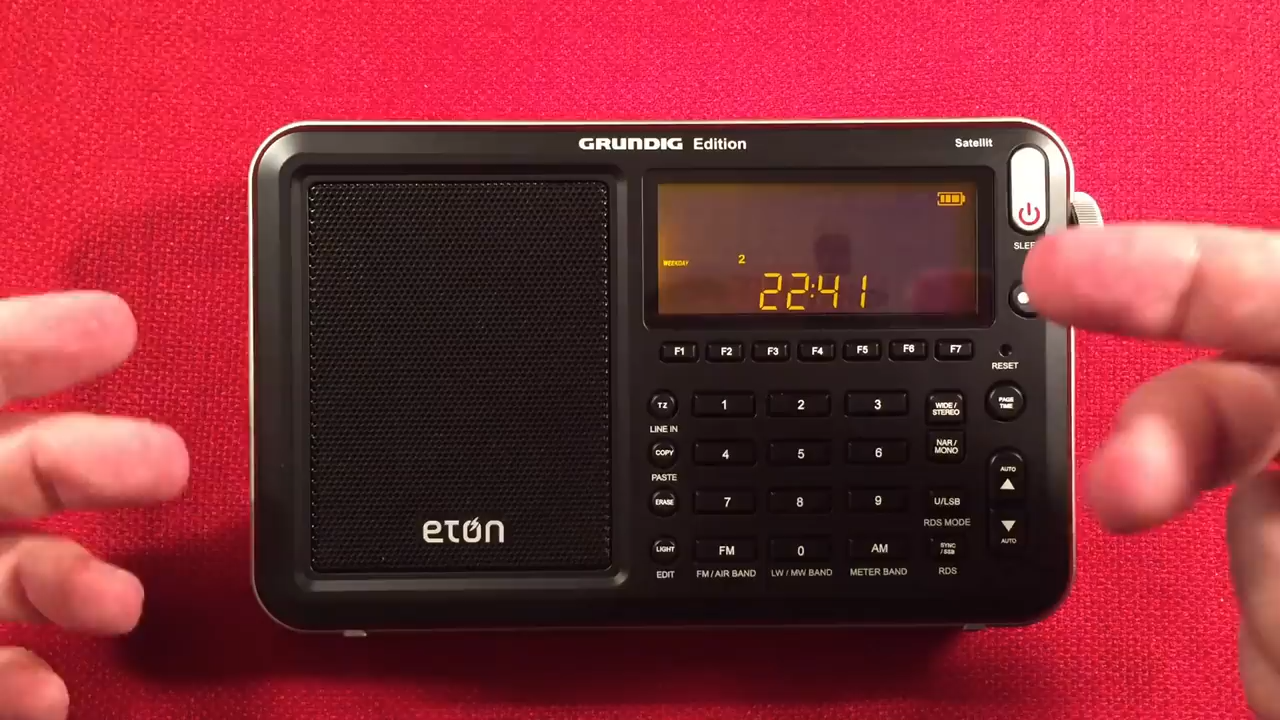 GRUNDIG Edition
Satellit
WEEKDAY
2
22:41
F1 F2 F3 F4 F5 F6 F7
RESET
TZ 1 2 3 WIDE / STEREO PAGE TIME
LINE IN
COPY 4 5 6 NAR / MONO
PASTE
AUTO
ERASE 7 8 9 U/LSB
RDS MODE
AUTO
LIGHT FM 0 AM SYNC / SSB
EDIT FM / AIR BAND LW / MW BAND METER BAND RDS
etón